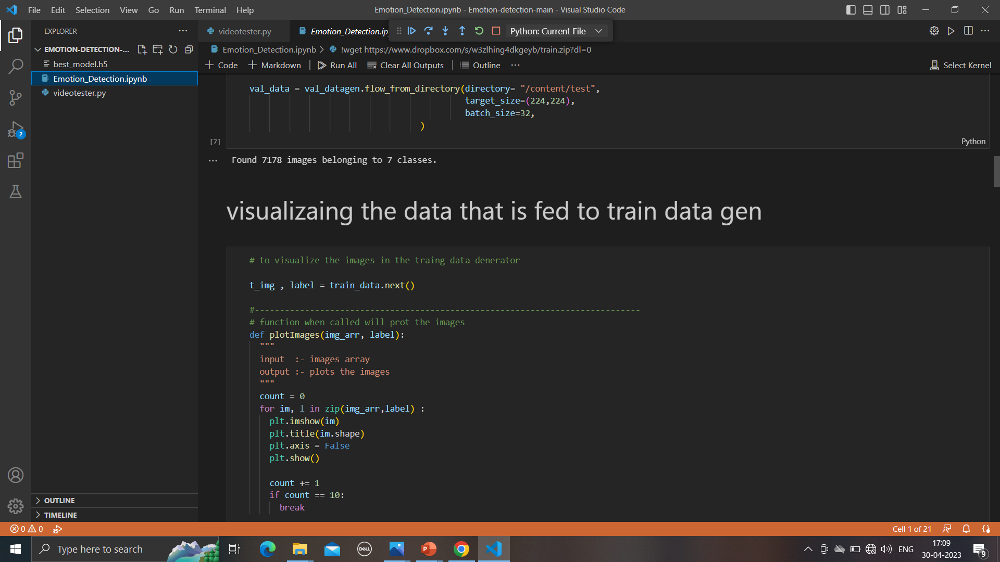 File Edit Selection View Go Run Terminal Help
Emotion_Detection.ipynb - Emotion-detection-main - Visual Studio Code
EXPLORER
EMOTION-DETECTION-...
best_model.h5
Emotion_Detection.ipynb
videotester.py
2
OUTLINE
TIMELINE
videotester.py
Emotion_Detection.ip
Python: Current File
Emotion_Detection.ipynb > !wget https://www.dropbox.com/s/w3zlhing4dkgeyb/train.zip?dl=0
+ Code + Markdown Run All Clear All Outputs Outline ...
Select Kernel
val_data = val_datagen.flow_from_directory(directory= "/content/test",
target_size=(224,224),
batch_size=32,
)
[7]
Python
... Found 7178 images belonging to 7 classes.
visualizaing the data that is fed to train data gen
# to visualize the images in the traing data denerator
t_img , label = train_data.next()
#-----------------------------------------------------------------------------
# function when called will prot the images
def plotImages(img_arr, label):
"""
input  :- images array
output :- plots the images
"""
count = 0
for im, l in zip(img_arr,label) :
plt.imshow(im)
plt.title(im.shape)
plt.axis = False
plt.show()
count += 1
if count == 10:
break
0 0
Cell 1 of 21
Type here to search
DELL
P
ENG
17:09
30-04-2023
9